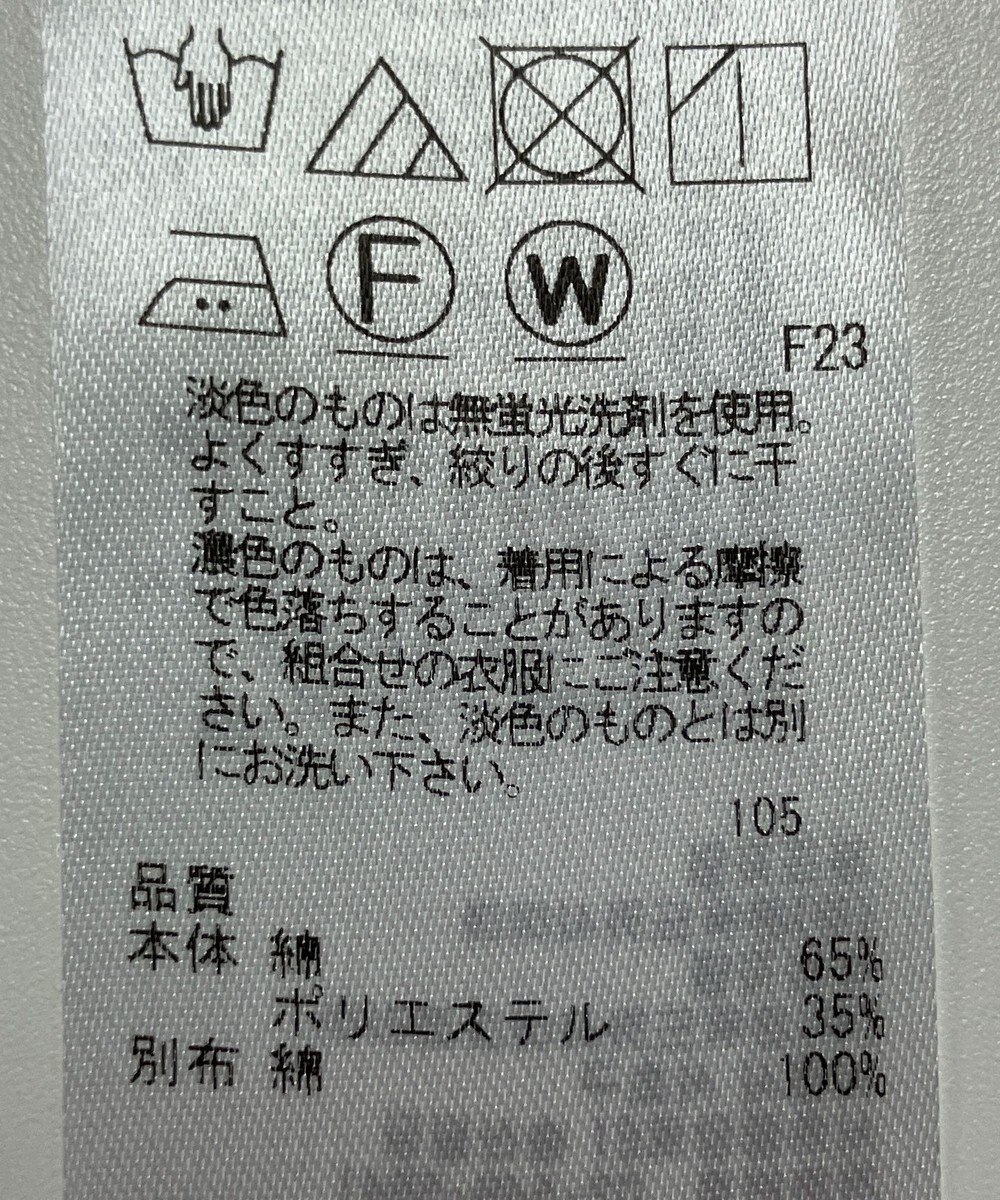 F
W
F23
淡色のものは無蛍光洗剤を使用。
よくすすぎ、絞りの後すぐに干
すこと。
濃色のものは、着用による摩擦
で色落ちすることがありますの
で、組合せの衣服にご注意くだ
さい。また、淡色のものとは別
にお洗い下さい。
105
品質
本体 綿 65%
ポリエステル 35%
別布 綿 100%